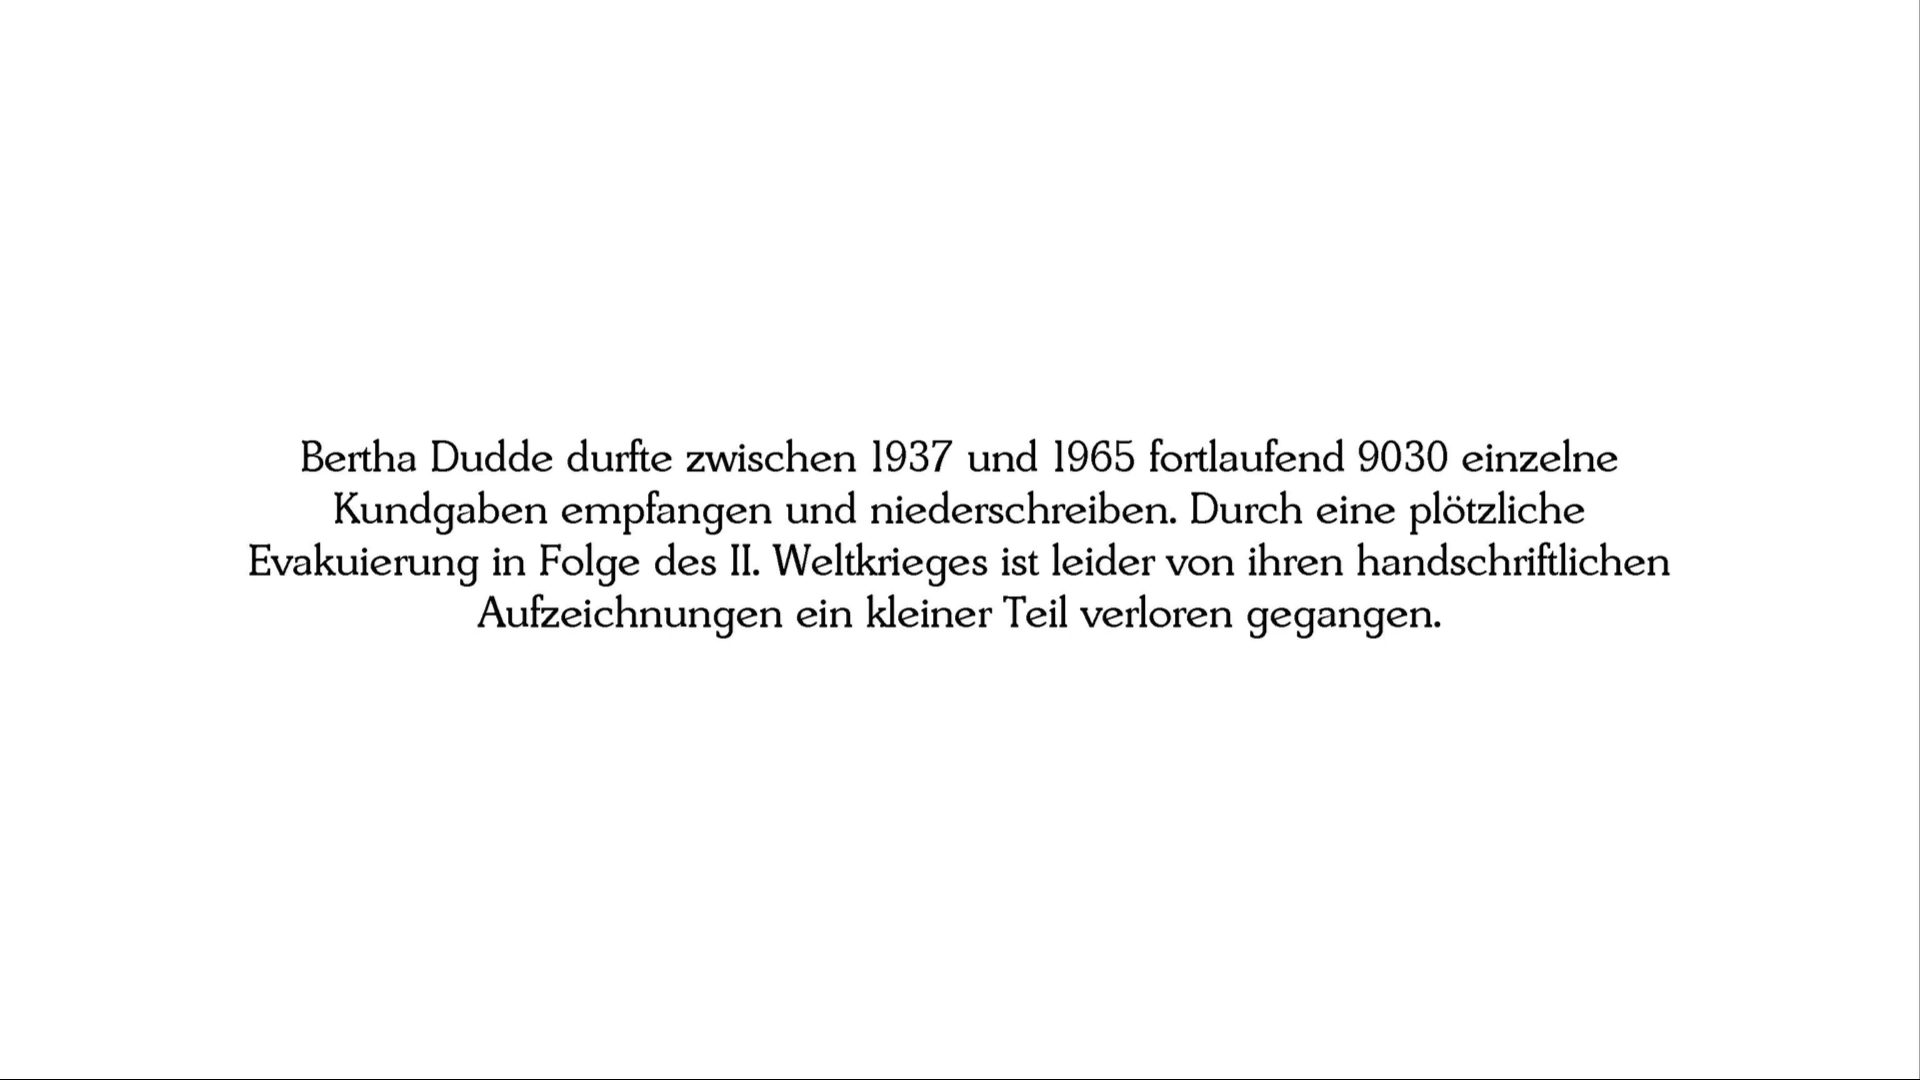 Bertha Dudde durfte zwischen 1937 und 1965 fortlaufend 9030 einzelne
Kundgaben empfangen und niederschreiben. Durch eine plötzliche
Evakuierung in Folge des II. Weltkrieges ist leider von ihren handschriftlichen
Aufzeichnungen ein kleiner Teil verloren gegangen.